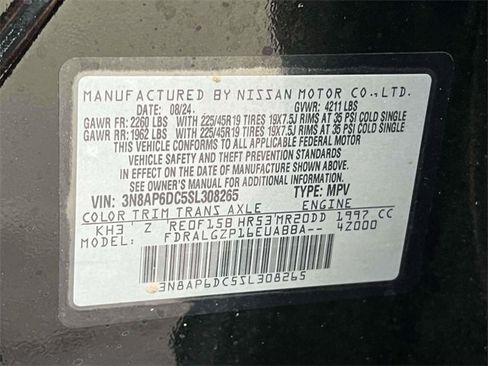 MANUFACTURED BY NISSAN MOTOR CO.,LTD.
DATE: 08/24 GVWR: 4211 LBS
GAWR FR: 2260 LBS WITH 225/45R19 TIRES 19X7.5J RIMS AT 35 PSI COLD SINGLE
GAWR RR: 1962 LBS WITH 225/45R19 TIRES 19X7.5J RIMS AT 35 PSI COLD SINGLE
THIS VEHICLE CONFORMS TO ALL APPLICABLE FEDERAL MOTOR
VEHICLE SAFETY AND THEFT PREVENTION STANDARDS
IN EFFECT ON THE DATE OF MANUFACTURE SHOWN ABOVE.
SEE OWNER'S MANUAL FOR ADDITIONAL INFORMATION.
VIN: 3N8AP6DC5SL308265 TYPE: MPV
COLOR TRIM TRANS AXLE ENGINE
KH3 Z RE0F15B HR53 MR20DD 1997 CC
MODEL: FDRALGZP16EUABBA-- 4Z000
3N8AP6DC5SL308265